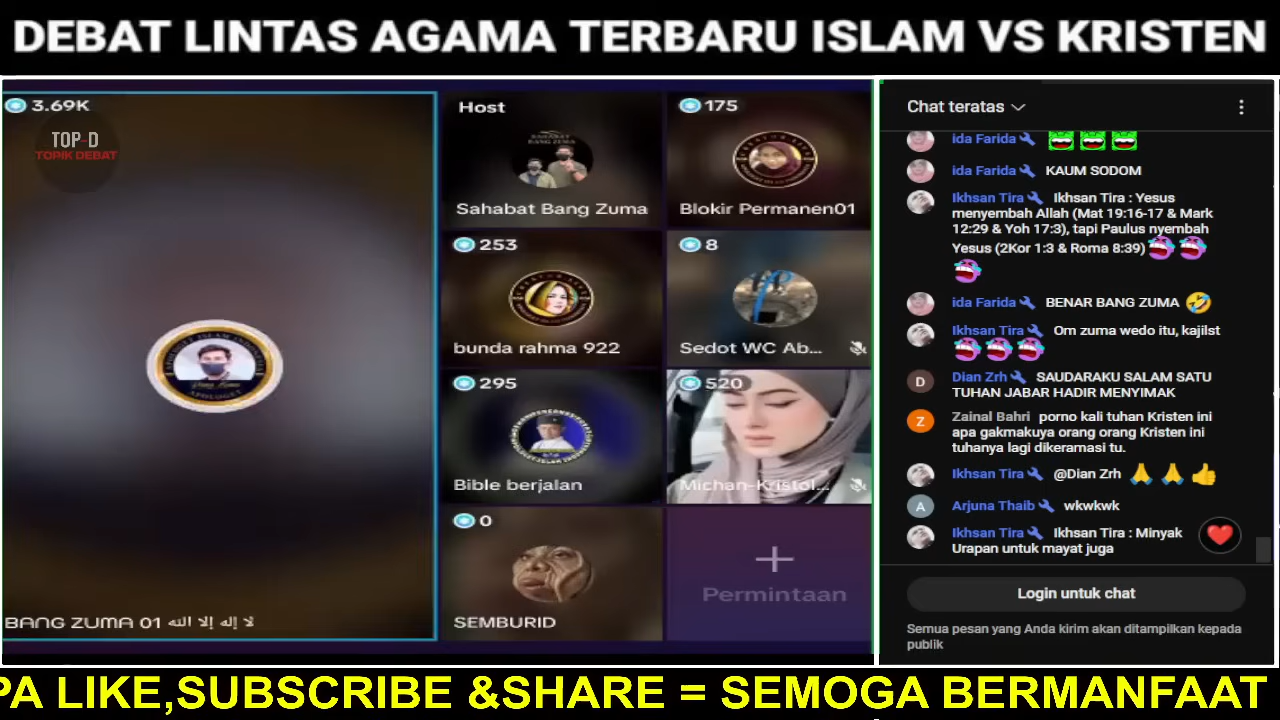 DEBAT LINTAS AGAMA TERBARU ISLAM VS KRISTEN
3.69K
TOP-D
TOPIK DEBAT
BANG ZUMA 01 لا إله إلا الله
Host
Sahabat Bang Zuma
175
Blokir Permanen01
253
bunda rahma 922
8
Sedot WC Ab...
295
Bible berjalan
520
Michan-Kristol...
0
SEMBURID
Permintaan
Chat teratas
ida Farida
ida Farida KAUM SODOM
Ikhsan Tira Ikhsan Tira : Yesus
menyembah Allah (Mat 19:16-17 & Mark
12:29 & Yoh 17:3), tapi Paulus nyembah
Yesus (2Kor 1:3 & Roma 8:39)
ida Farida BENAR BANG ZUMA 🤣
Ikhsan Tira Om zuma wedo itu, kajilst
D Dian Zrh SAUDARAKU SALAM SATU
TUHAN JABAR HADIR MENYIMAK
Z Zainal Bahri porno kali tuhan Kristen ini
apa gakmakuya orang orang Kristen ini
tuhanya lagi dikeramasi tu.
Ikhsan Tira @Dian Zrh 🙏 🙏 👍
A Arjuna Thaib wkwkwk
Ikhsan Tira Ikhsan Tira : Minyak
Urapan untuk mayat juga
Login untuk chat
Semua pesan yang Anda kirim akan ditampilkan kepada
publik
PA LIKE,SUBSCRIBE &SHARE = SEMOGA BERMANFAAT